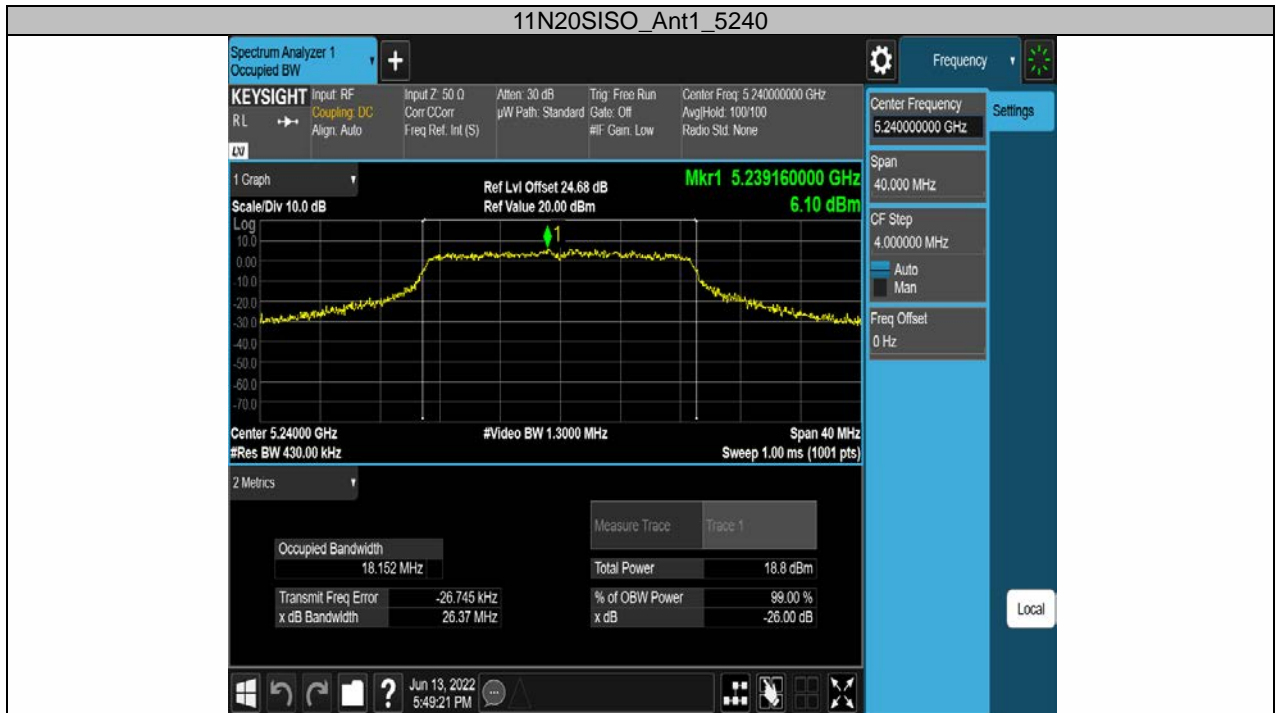 11N20SISO_Ant1_5240
Spectrum Analyzer 1
Occupied BW
+
Frequency
KEYSIGHT
RL
LXI
Input: RF
Coupling: DC
Align: Auto
Input Z: 50 Ω
Corr CCorr
Freq Ref: Int (S)
Atten: 30 dB
µW Path: Standard
Trig: Free Run
Gate: Off
#IF Gain: Low
Center Freq: 5.240000000 GHz
Avg|Hold: 100/100
Radio Std: None
Center Frequency
5.240000000 GHz
Settings
Span
40.000 MHz
CF Step
4.000000 MHz
Auto
Man
Freq Offset
0 Hz
Local
1 Graph
Scale/Div 10.0 dB
Ref Lvl Offset 24.68 dB
Ref Value 20.00 dBm
Mkr1 5.239160000 GHz
6.10 dBm
Log
10.0
0.00
-10.0
-20.0
-30.0
-40.0
-50.0
-60.0
-70.0
1
Center 5.24000 GHz
#Res BW 430.00 kHz
#Video BW 1.3000 MHz
Span 40 MHz
Sweep 1.00 ms (1001 pts)
2 Metrics
Measure Trace Trace 1
Occupied Bandwidth
18.152 MHz
Total Power 18.8 dBm
Transmit Freq Error -26.745 kHz
% of OBW Power 99.00 %
x dB Bandwidth 26.37 MHz
x dB -26.00 dB
?
Jun 13, 2022
5:49:21 PM